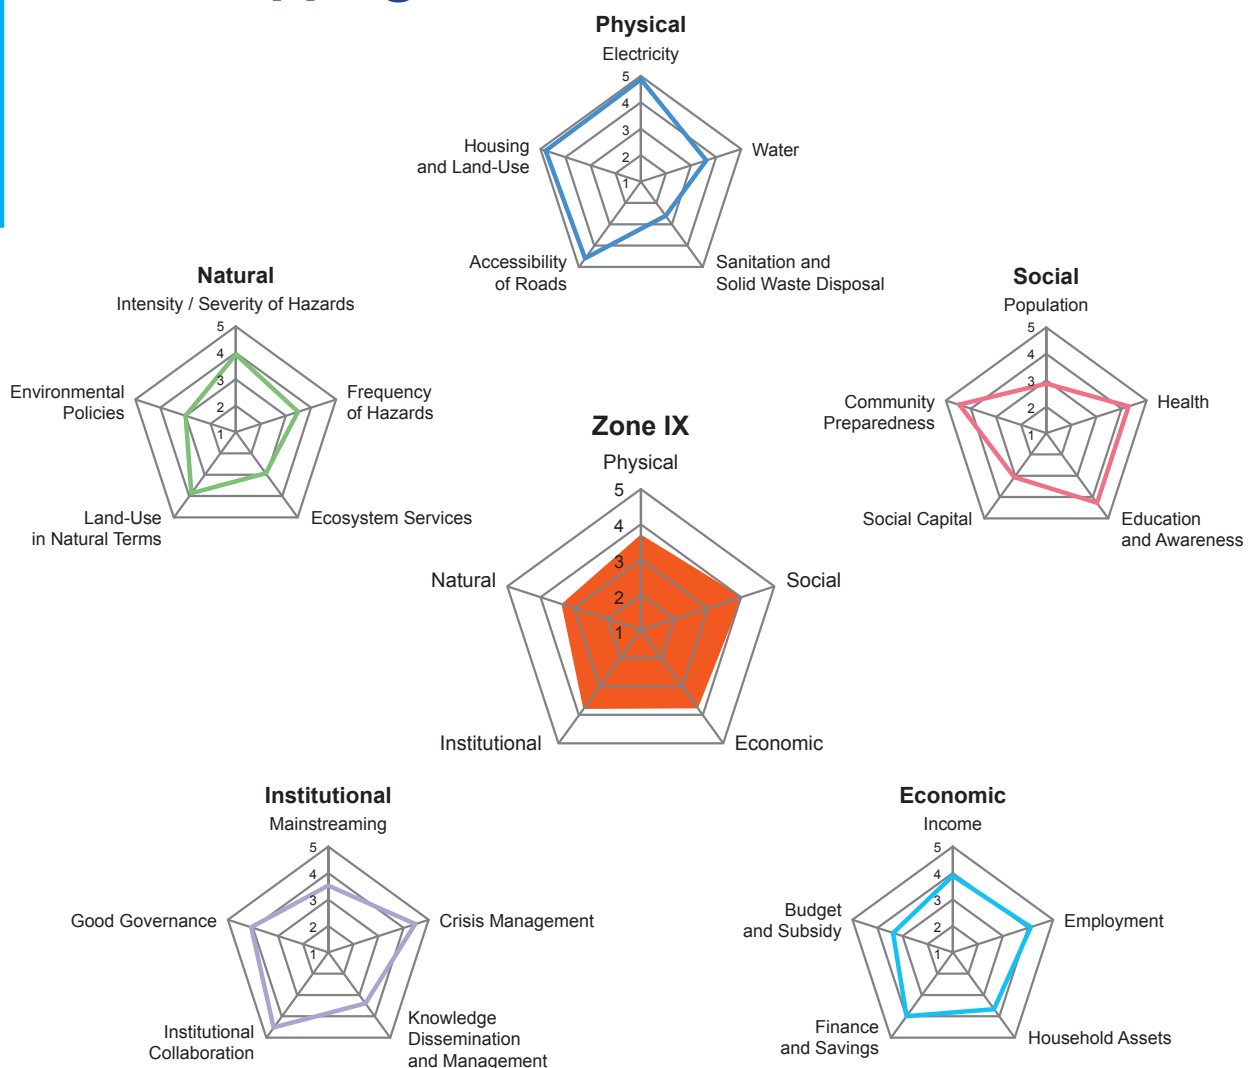 Physical
Electricity
5
4
3
2
1
Housing
and Land-Use
Water
Accessibility
of Roads
Sanitation and
Solid Waste Disposal
Natural
Intensity / Severity of Hazards
5
4
3
2
1
Environmental
Policies
Frequency
of Hazards
Land-Use
in Natural Terms
Ecosystem Services
Social
Population
5
4
3
2
1
Community
Preparedness
Health
Social Capital
Education
and Awareness
Zone IX
Physical
5
4
3
2
1
Natural
Social
Institutional
Economic
Institutional
Mainstreaming
5
4
3
2
1
Good Governance
Crisis Management
Institutional
Collaboration
Knowledge
Dissemination
and Management
Economic
Income
5
4
3
2
1
Budget
and Subsidy
Employment
Finance
and Savings
Household Assets